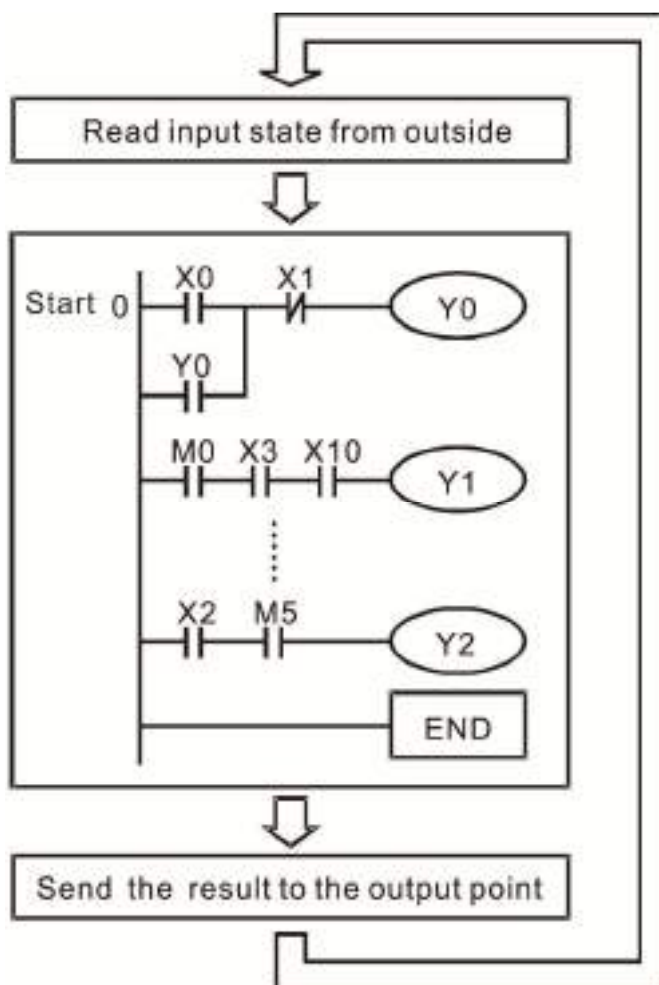 Read input state from outside
X0 X1
Start 0
Y0
Y0
M0 X3 X10
Y1
X2 M5
Y2
END
Send the result to the output point